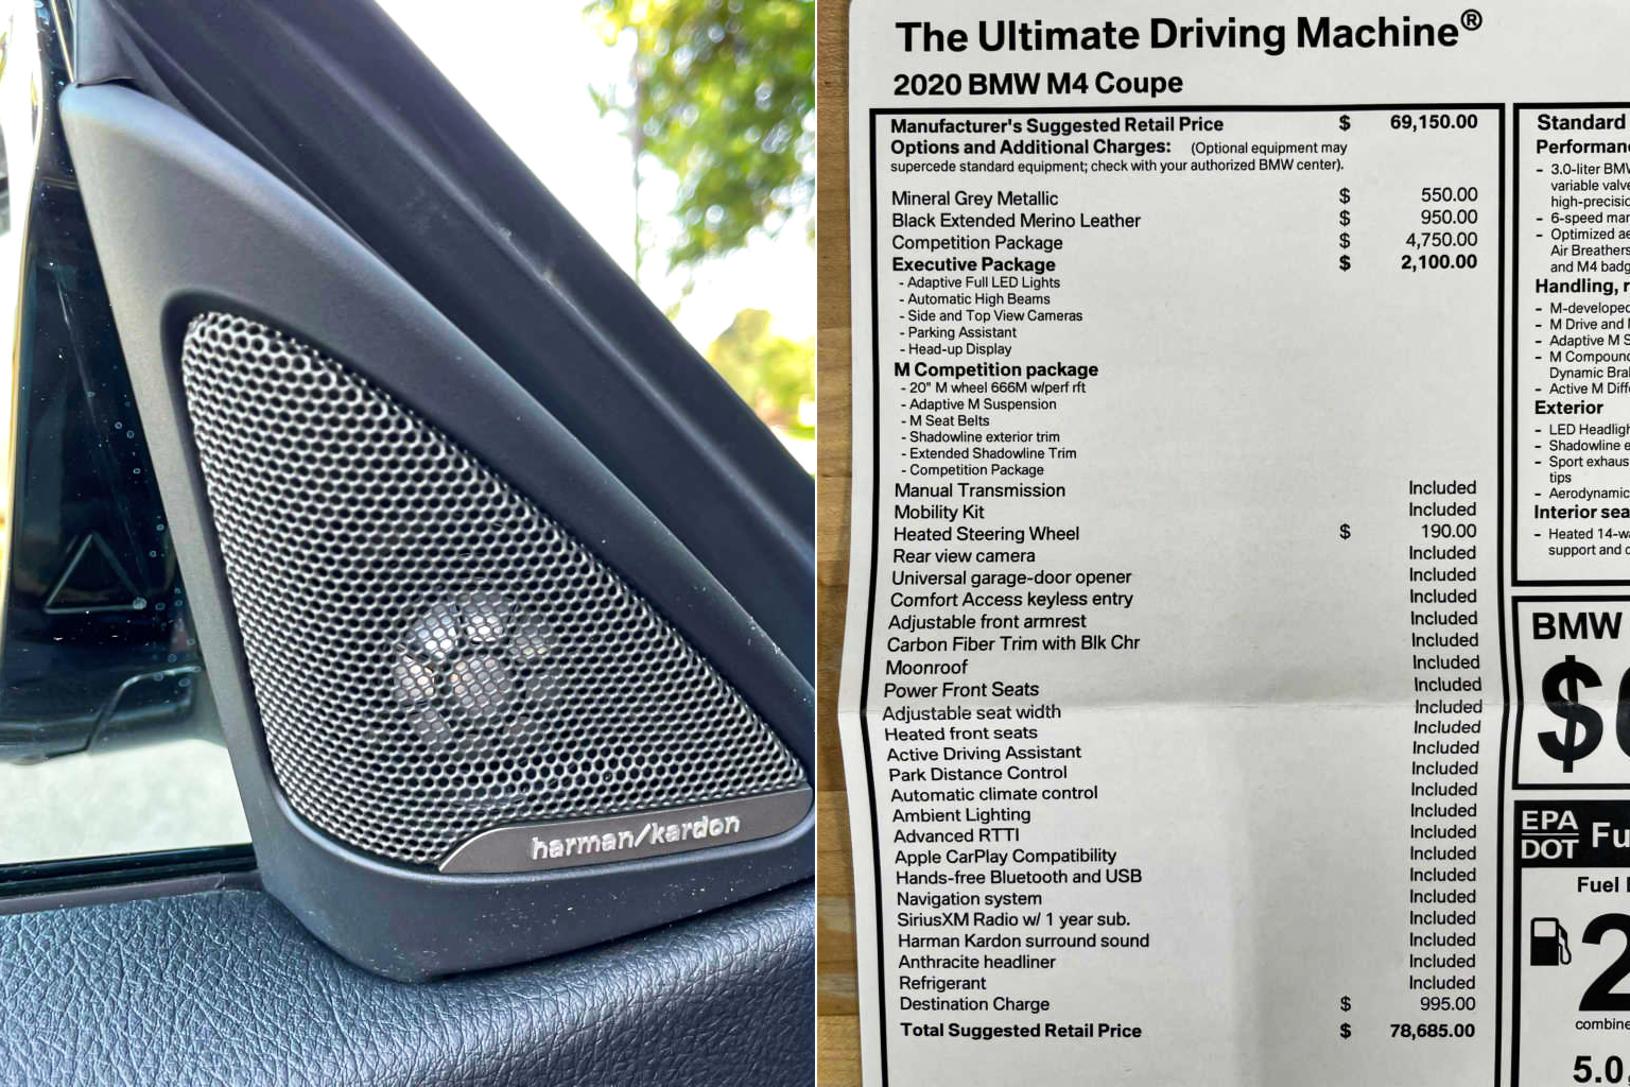 harman/kardon
The Ultimate Driving Machine®
2020 BMW M4 Coupe
Manufacturer's Suggested Retail Price $ 69,150.00
Options and Additional Charges: (Optional equipment may
supercede standard equipment; check with your authorized BMW center).
Mineral Grey Metallic $ 550.00
Black Extended Merino Leather $ 950.00
Competition Package $ 4,750.00
Executive Package $ 2,100.00
- Adaptive Full LED Lights
- Automatic High Beams
- Side and Top View Cameras
- Parking Assistant
- Head-up Display
M Competition package
- 20" M wheel 666M w/perf rft
- Adaptive M Suspension
- M Seat Belts
- Shadowline exterior trim
- Extended Shadowline Trim
- Competition Package
Manual Transmission Included
Mobility Kit Included
Heated Steering Wheel $ 190.00
Rear view camera Included
Universal garage-door opener Included
Comfort Access keyless entry Included
Adjustable front armrest Included
Carbon Fiber Trim with Blk Chr Included
Moonroof Included
Power Front Seats Included
Adjustable seat width Included
Heated front seats Included
Active Driving Assistant Included
Park Distance Control Included
Automatic climate control Included
Ambient Lighting Included
Advanced RTTI Included
Apple CarPlay Compatibility Included
Hands-free Bluetooth and USB Included
Navigation system Included
SiriusXM Radio w/ 1 year sub. Included
Harman Kardon surround sound Included
Anthracite headliner Included
Refrigerant Included
Destination Charge $ 995.00
Total Suggested Retail Price $ 78,685.00
Standard
Performan
- 3.0-liter BMW
variable valve
high-precisio
- 6-speed man
- Optimized ae
Air Breathers
and M4 badg
Handling, r
- M-developed
- M Drive and
- Adaptive M S
- M Compound
Dynamic Bra
- Active M Diff
Exterior
- LED Headligh
- Shadowline e
- Sport exhaus
tips
- Aerodynamic
Interior sea
- Heated 14-wa
support and
BMW
$
EPA
DOT
Fu
Fuel
2
combine
5.0